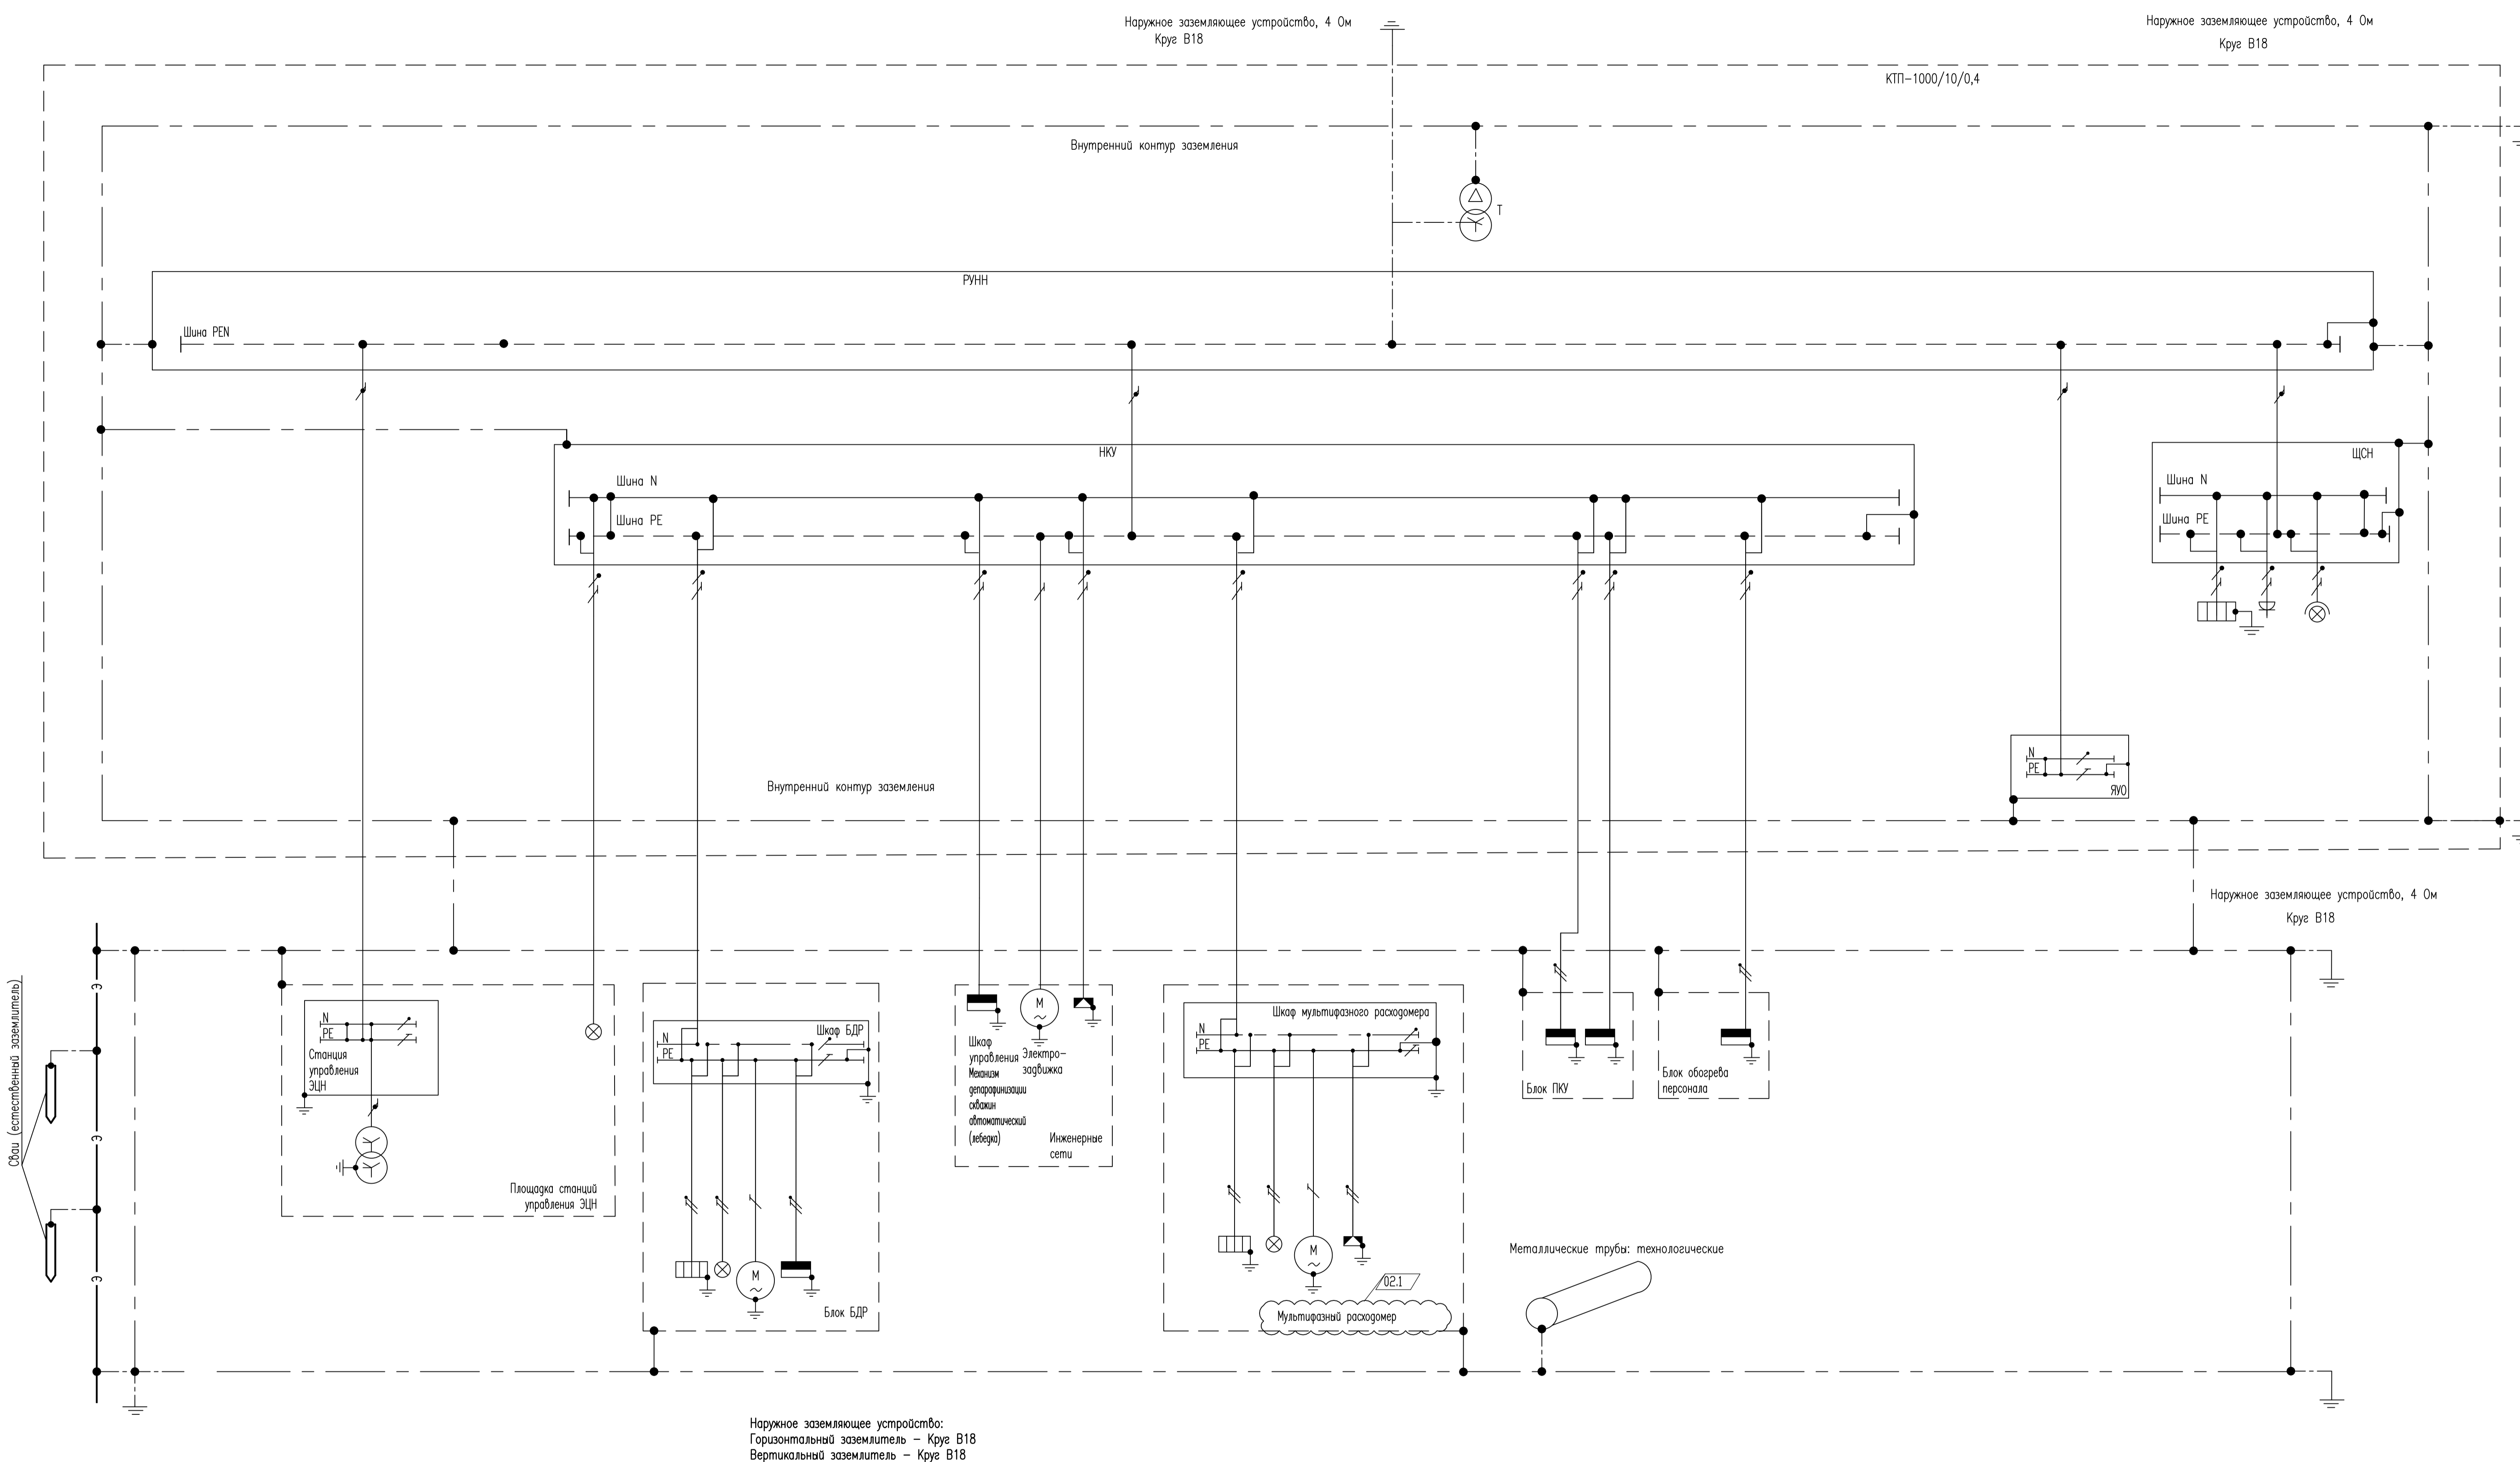 Наружное заземляющее устройство, 4 Ом
Круг В18
Наружное заземляющее устройство, 4 Ом
Круг В18
КТП-1000/10/0,4
Внутренний контур заземления
Т
РУНН
Шина PEN
НКУ
Шина N
Шина PE
ЩСН
Шина N
Шина PE
N
PE
ЯУО
Внутренний контур заземления
Наружное заземляющее устройство, 4 Ом
Круг В18
Сваи (естественный заземлитель)
Є
Є
Є
N
PE
Станция
управления
ЭЦН
Площадка станций
управления ЭЦН
Шкаф БДР
N
PE
М
Блок БДР
М
Шкаф
управления
Механизм
депарафинизации
скважин
автоматический
(лебедка)
Электро-
задвижка
Инженерные
сети
Шкаф мультифазного расходомера
N
PE
М
02.1
Мультифазный расходомер
Блок ПКУ
Блок обогрева
персонала
Металлические трубы: технологические
Наружное заземляющее устройство:
Горизонтальный заземлитель - Круг В18
Вертикальный заземлитель - Круг В18